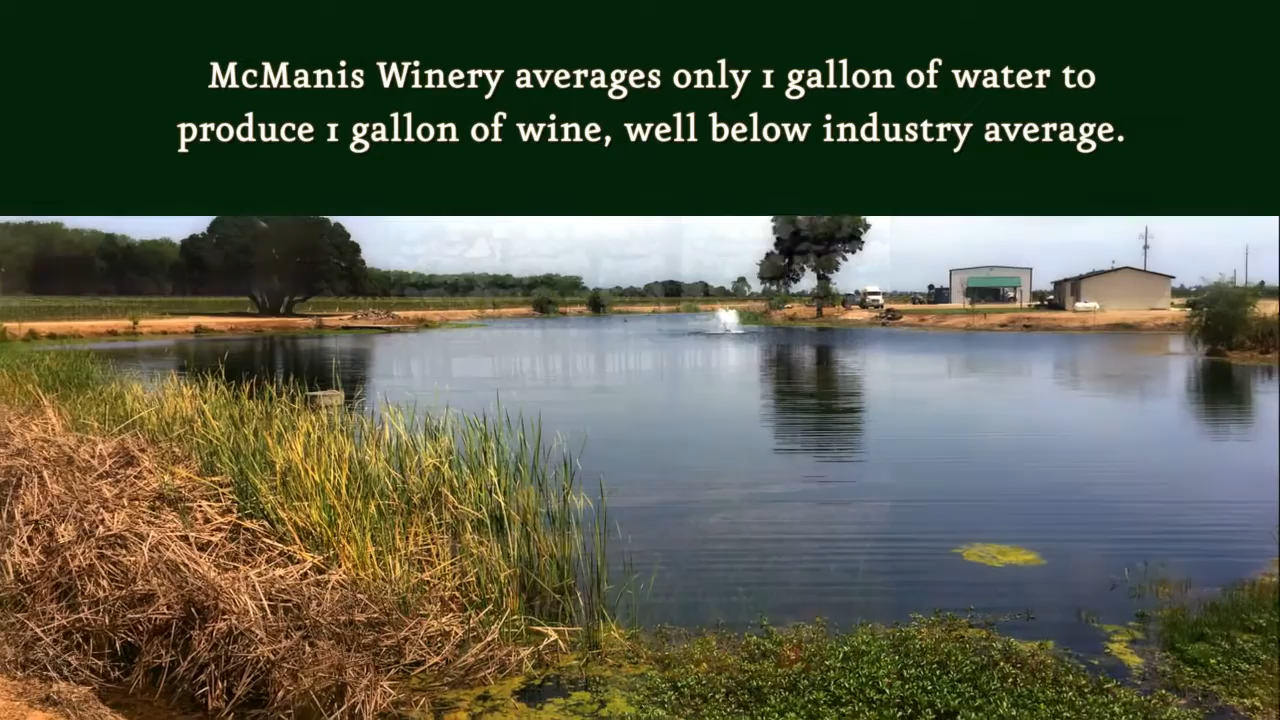 McManis Winery averages only 1 gallon of water to
produce 1 gallon of wine, well below industry average.